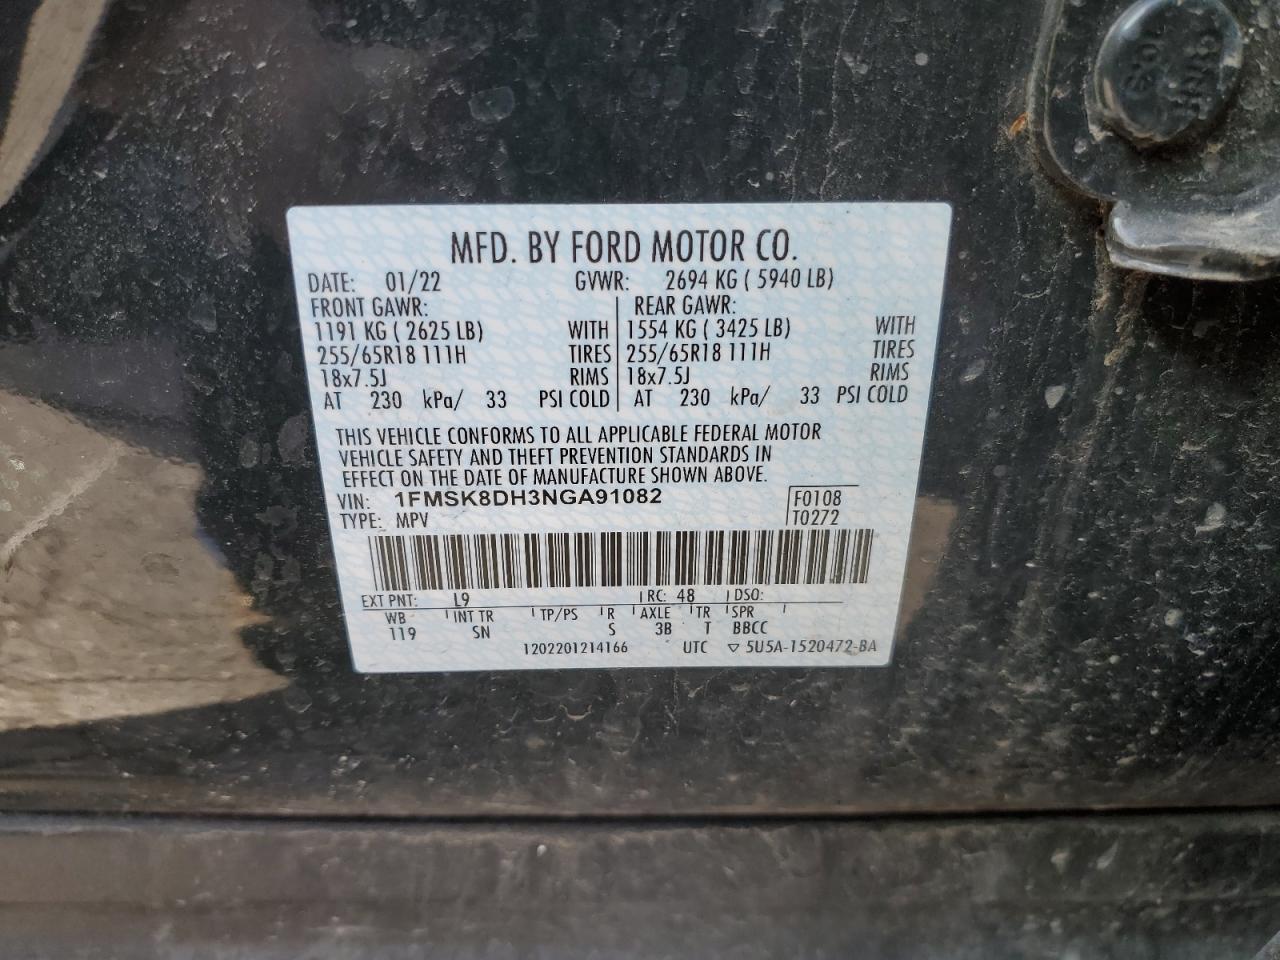 MFD. BY FORD MOTOR CO.
DATE: 01/22 GVWR: 2694 KG ( 5940 LB)
FRONT GAWR: REAR GAWR:
1191 KG ( 2625 LB) WITH 1554 KG ( 3425 LB) WITH
255/65R18 111H TIRES 255/65R18 111H TIRES
18x7.5J RIMS 18x7.5J RIMS
AT 230 kPa/ 33 PSI COLD AT 230 kPa/ 33 PSI COLD
THIS VEHICLE CONFORMS TO ALL APPLICABLE FEDERAL MOTOR
VEHICLE SAFETY AND THEFT PREVENTION STANDARDS IN
EFFECT ON THE DATE OF MANUFACTURE SHOWN ABOVE.
VIN: 1FMSK8DH3NGA91082 F0108
TYPE: MPV T0272
EXT PNT: L9 RC: 48 DSO:
WB INT TR TP/PS R AXLE TR SPR
119 SN S 3B T BBCC
1202201214166 UTC ▽ 5U5A-1520472-BA